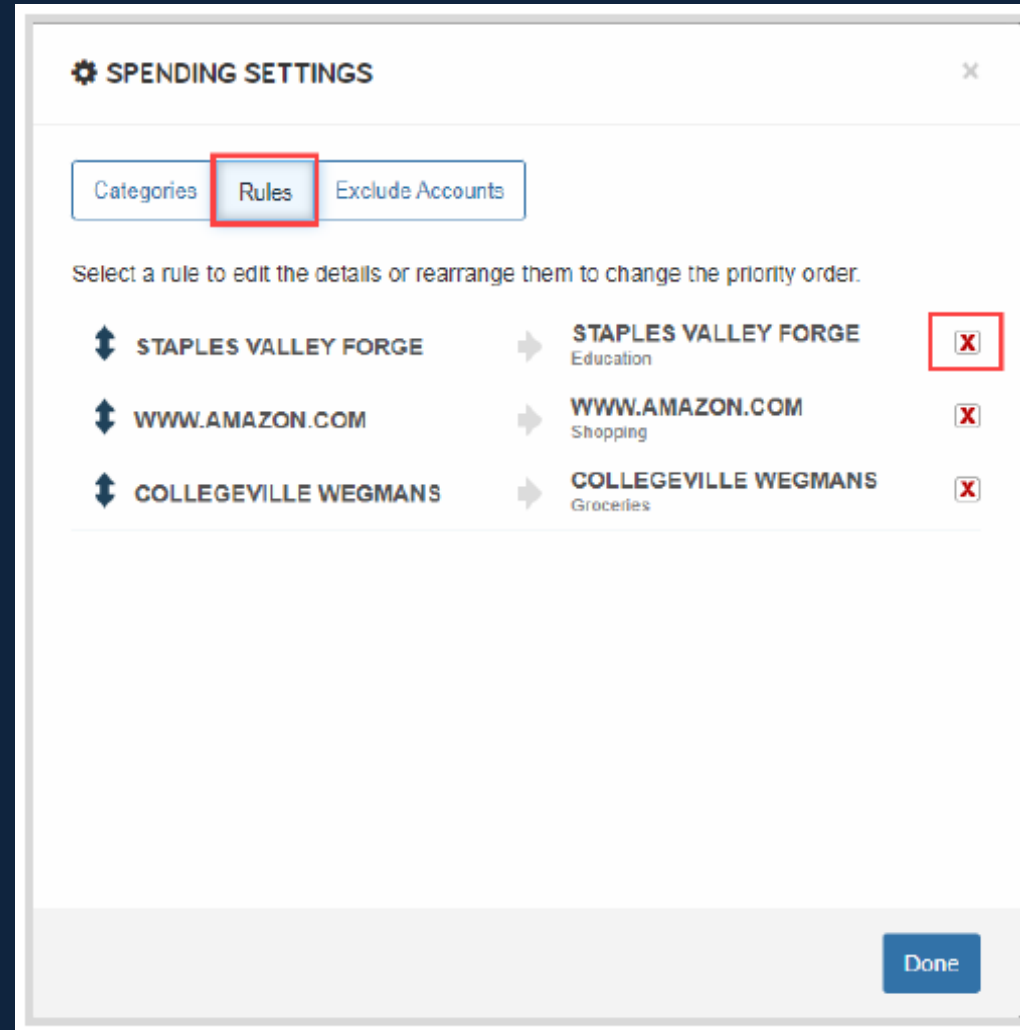 SPENDING SETTINGS ×
Categories Rules Exclude Accounts
Select a rule to edit the details or rearrange them to change the priority order.
STAPLES VALLEY FORGE STAPLES VALLEY FORGE X
Education
WWW.AMAZON.COM WWW.AMAZON.COM X
Shopping
COLLEGEVILLE WEGMANS COLLEGEVILLE WEGMANS X
Groceries
Done